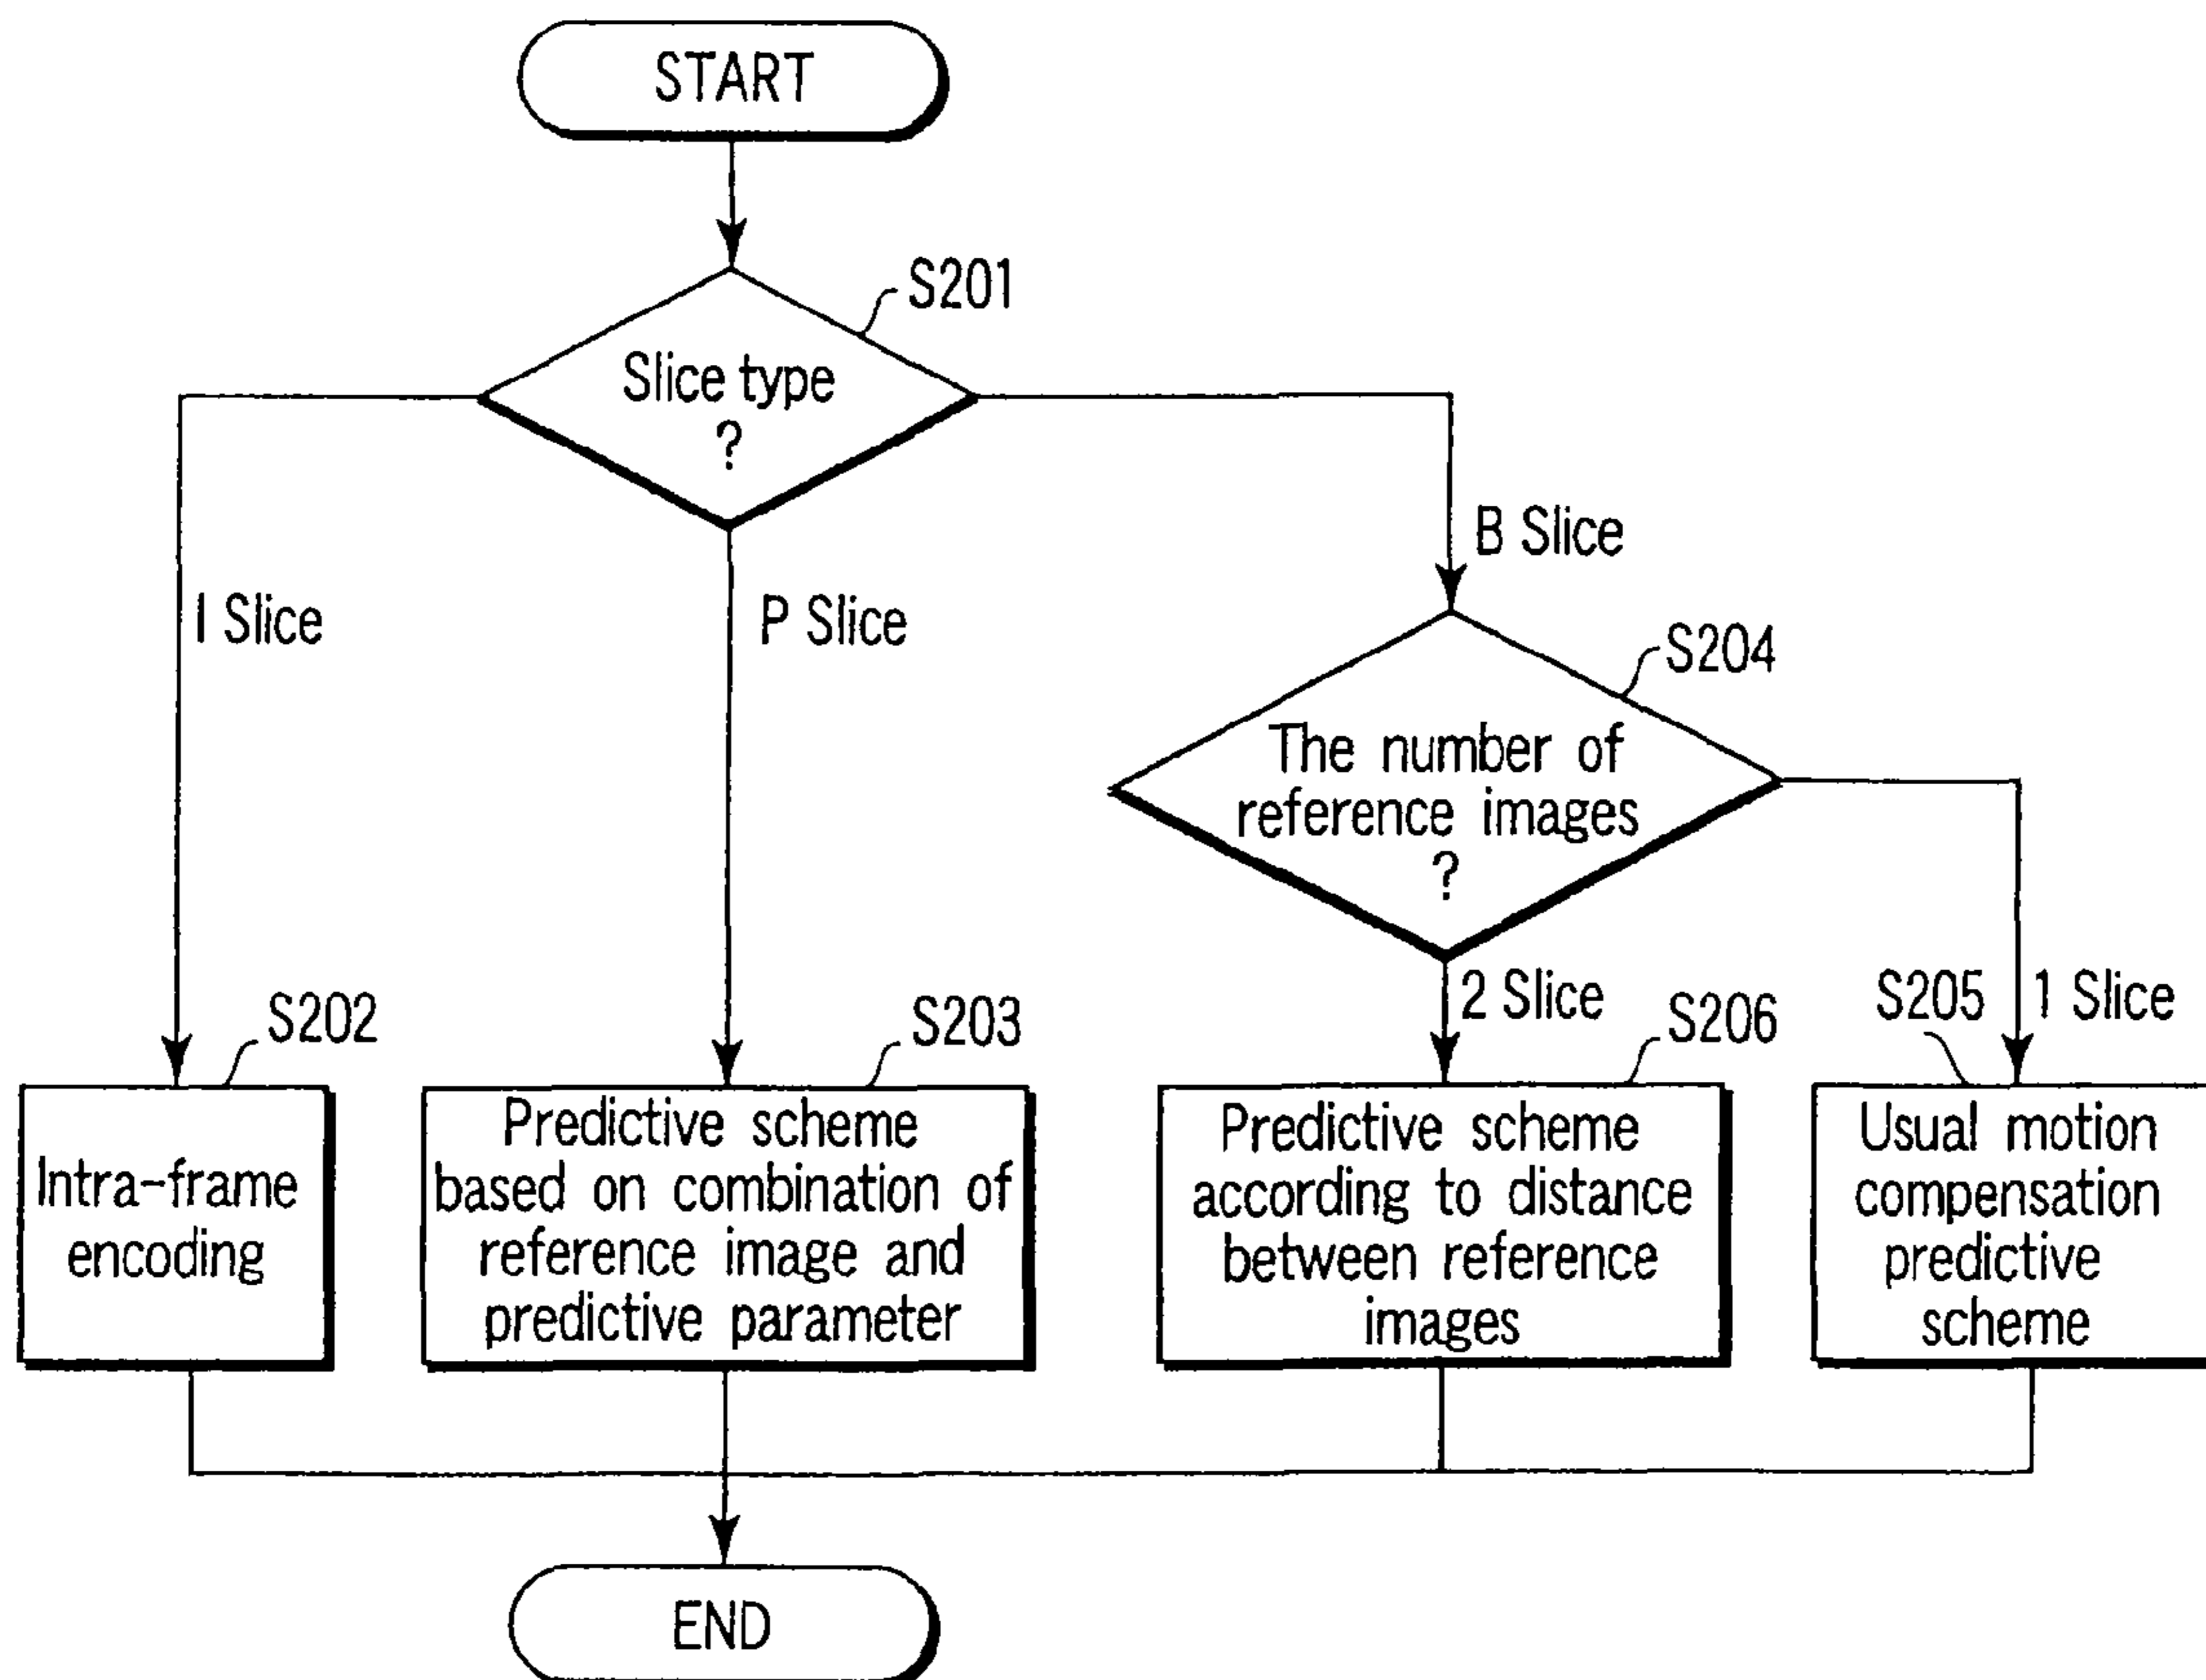 START
S201
Slice type
?
B Slice
I Slice
P Slice
S204
The number of
reference images
?
2 Slice
1 Slice
S202
S203
S206
S205
Intra-frame
encoding
Predictive scheme
based on combination of
reference image and
predictive parameter
Predictive scheme
according to distance
between reference
images
Usual motion
compensation
predictive
scheme
END